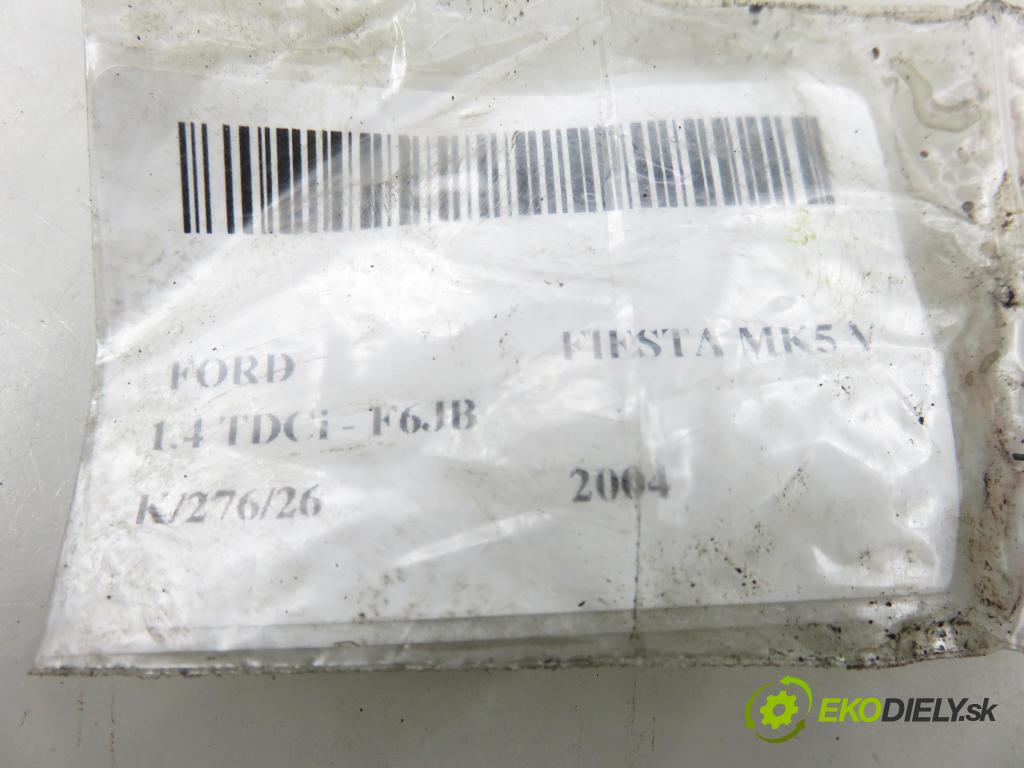 FORD FIESTA MK5 V
1.4 TDCi - F6JB
K/276/26 2004
EKODIELY.sk